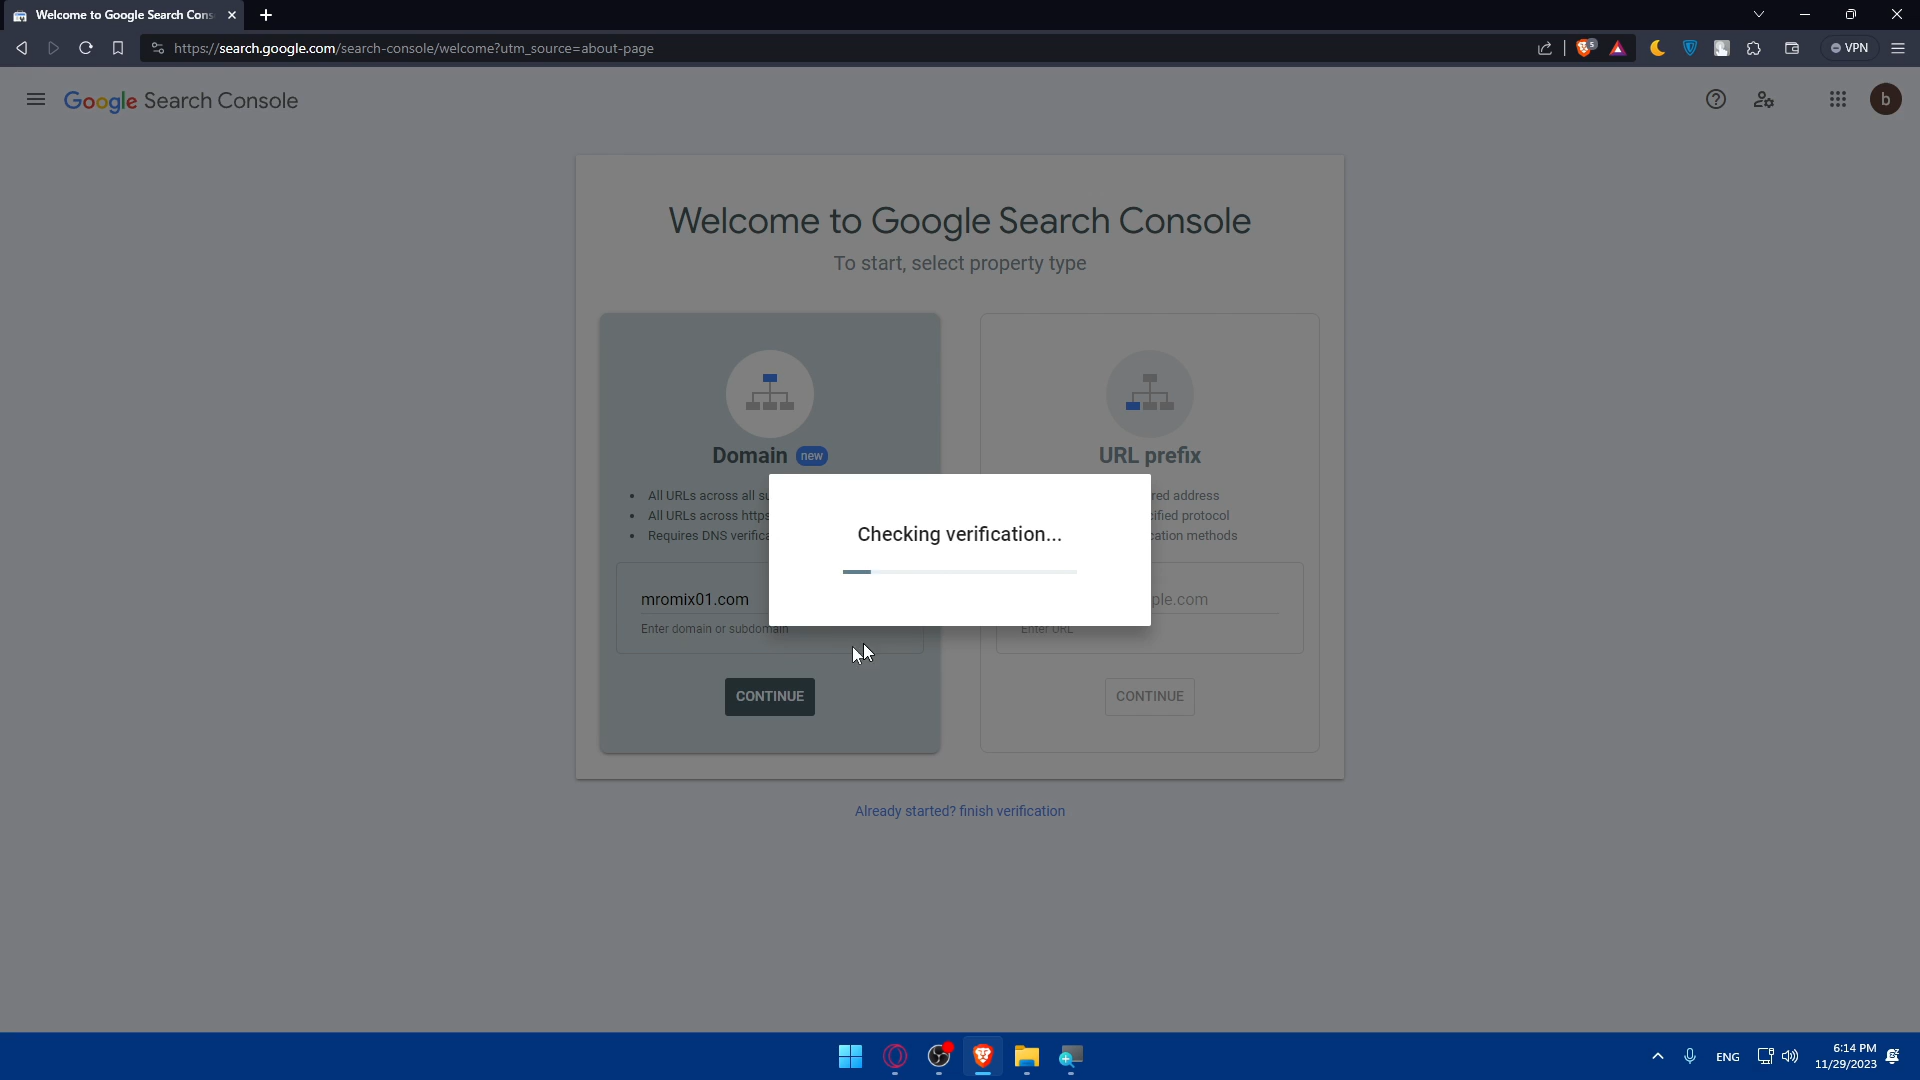 Welcome to Google Search Cons
https://search.google.com/search-console/welcome?utm_source=about-page
5
VPN
Google Search Console
b
Welcome to Google Search Console
To start, select property type
Domain new
URL prefix
All URLs across all su
All URLs across https
Requires DNS verifica
red address
ified protocol
cation methods
Checking verification...
mromix01.com
ple.com
Enter domain or subdomain
Enter URL
CONTINUE
CONTINUE
Already started? finish verification
ENG
6:14 PM
11/29/2023